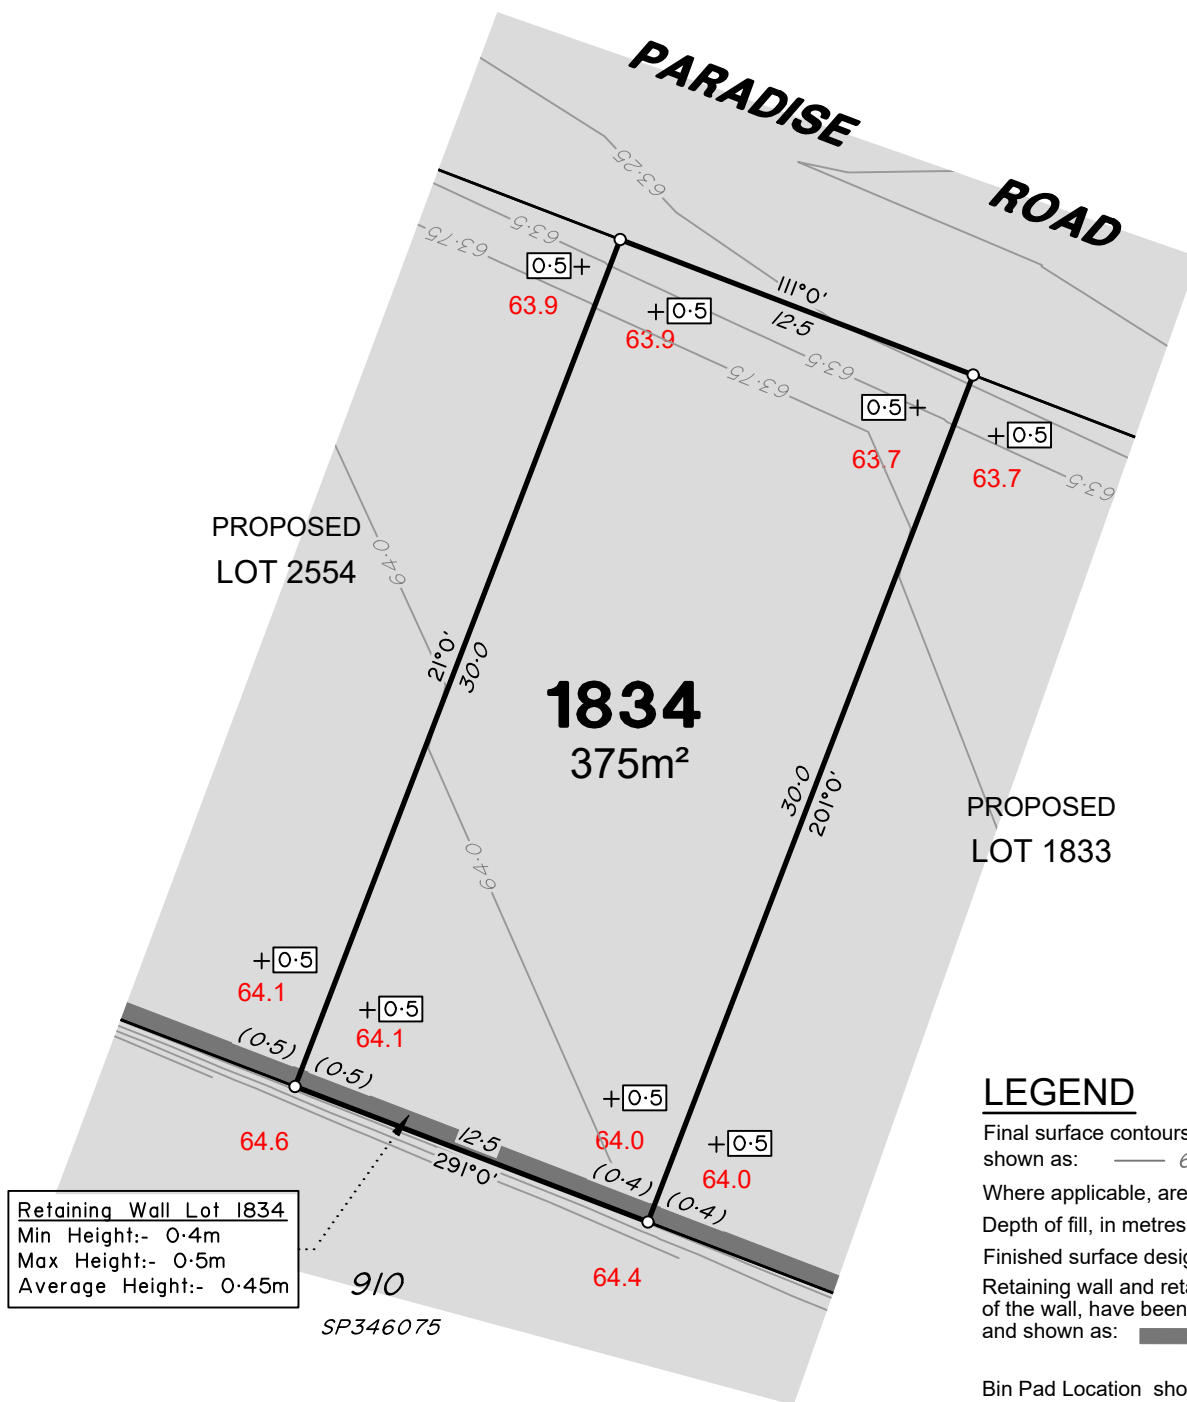 PARADISE ROAD
63·25
63·5
63·75
0·5
63.9
0·5
63.9
111°0'
12·5
63·5
63·75
0·5
63.7
0·5
63.7
63·5
PROPOSED
LOT 2554
64·0
21°0'
30·0
1834
375m²
30·0
201°0'
PROPOSED
LOT 1833
64·0
0·5
64.1
0·5
64.1
(0·5)
(0·5)
0·5
64.0
0·5
64.0
(0·4)
(0·4)
12·5
291°0'
64.6
64.4
Retaining Wall Lot 1834
Min Height:- 0·4m
Max Height:- 0·5m
Average Height:- 0·45m
910
SP346075
LEGEND
Final surface contours
shown as: 6
Where applicable, are
Depth of fill, in metres
Finished surface desig
Retaining wall and reta
of the wall, have been
and shown as:
Bin Pad Location sho